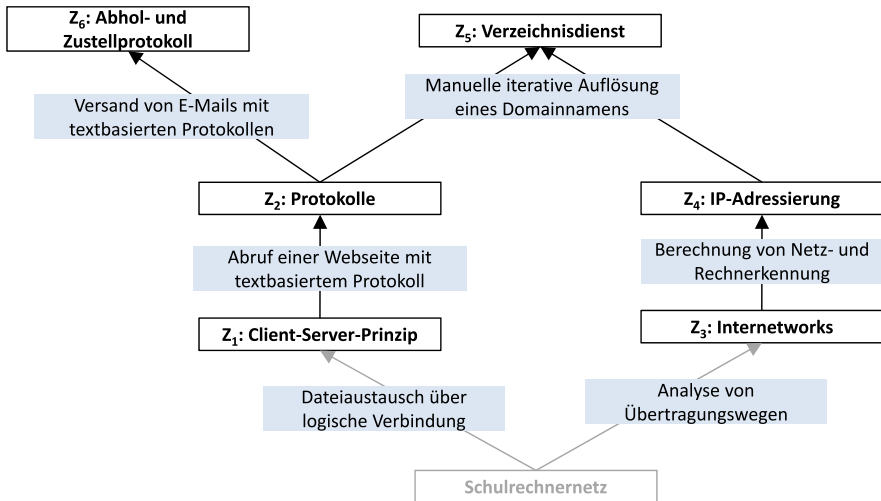 Z₆: Abhol- und
Zustellprotokoll
Z₅: Verzeichnisdienst
Versand von E-Mails mit
textbasierten Protokollen
Manuelle iterative Auflösung
eines Domainnamens
Z₂: Protokolle
Z₄: IP-Adressierung
Abruf einer Webseite mit
textbasiertem Protokoll
Berechnung von Netz- und
Rechnerkennung
Z₁: Client-Server-Prinzip
Z₃: Internetworks
Dateiaustausch über
logische Verbindung
Analyse von
Übertragungswegen
Schulrechnernetz